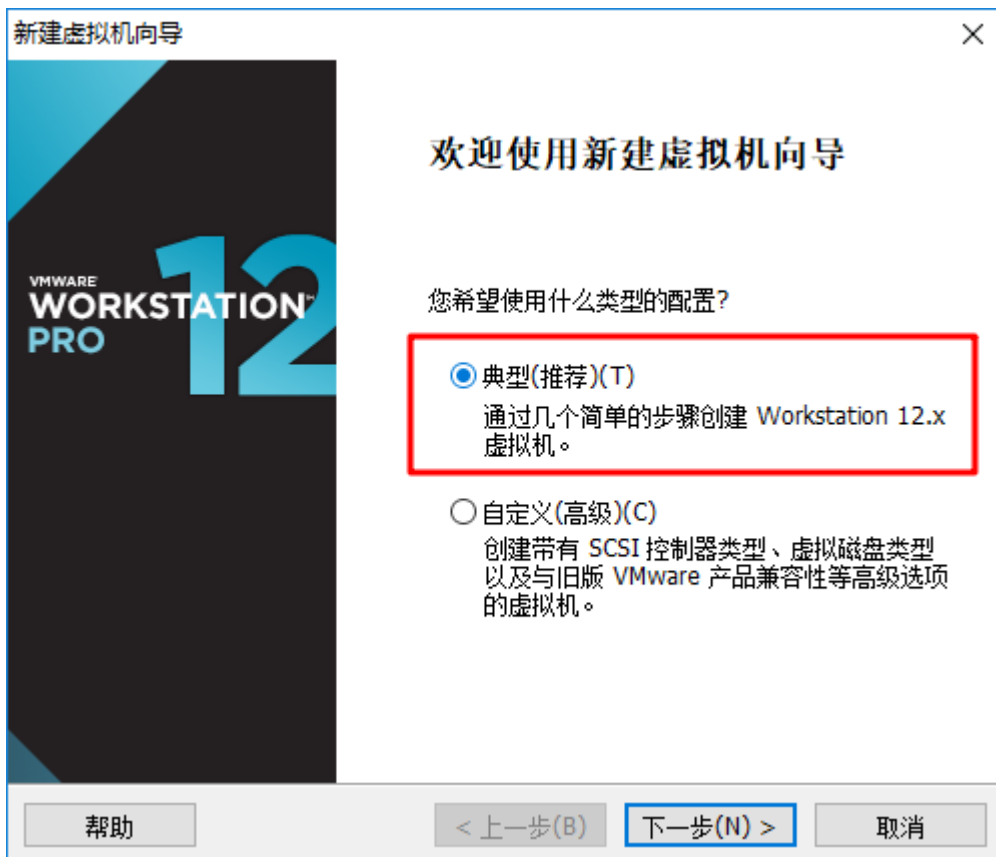 新建虚拟机向导
VMWARE
WORKSTATION™
PRO
12
欢迎使用新建虚拟机向导
您希望使用什么类型的配置?
典型(推荐)(T)
通过几个简单的步骤创建 Workstation 12.x
虚拟机。
自定义(高级)(C)
创建带有 SCSI 控制器类型、虚拟磁盘类型
以及与旧版 VMware 产品兼容性等高级选项
的虚拟机。
帮助
< 上一步(B)
下一步(N) >
取消